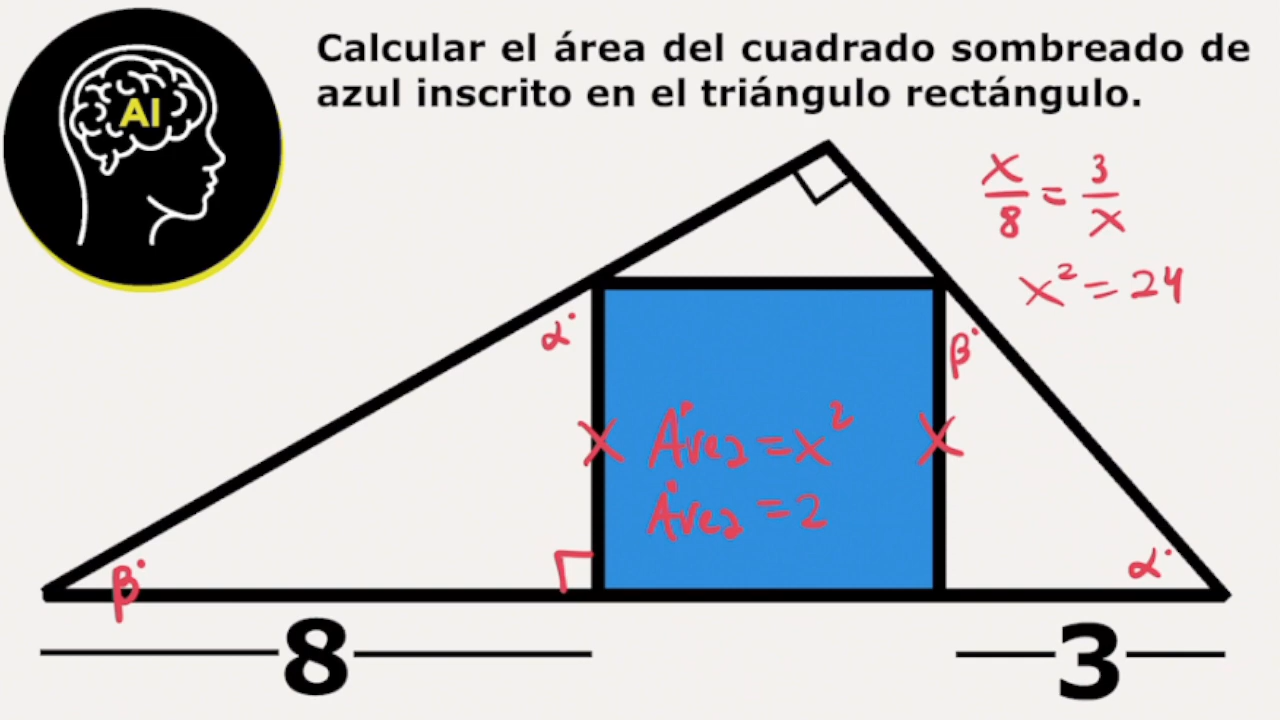 AI
Calcular el área del cuadrado sombreado de
azul inscrito en el triángulo rectángulo.
x/8 = 3/x
x² = 24
α°
β°
x
Área = x²
x
Área = 2
β°
α°
8
3